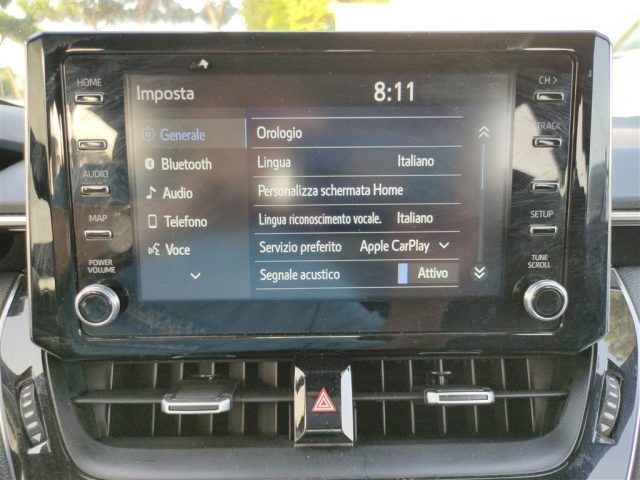 Imposta 8:11
HOME
AUDIO
MAP
POWER
VOLUME
Generale
Bluetooth
Audio
Telefono
Voce
Orologio
Lingua Italiano
Personalizza schermata Home
Lingua riconoscimento vocale. Italiano
Servizio preferito Apple CarPlay
Segnale acustico Attivo
CH >
TRACK
SETUP
TUNE
SCROLL